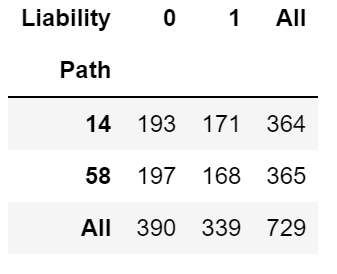 Liability 0 1 All
Path
14 193 171 364
58 197 168 365
All 390 339 729